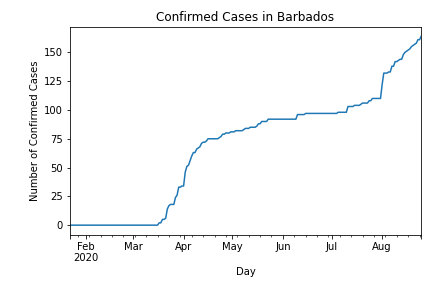 Confirmed Cases in Barbados
Number of Confirmed Cases
150
125
100
75
50
25
0
Feb Mar Apr May Jun Jul Aug
2020
Day